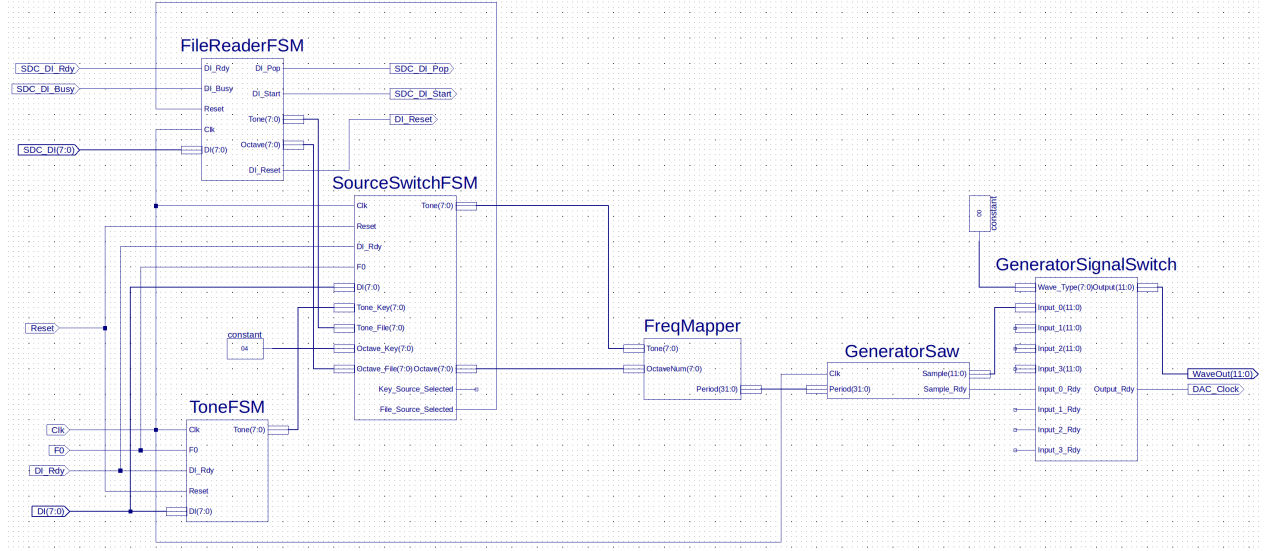 FileReaderFSM
SDC_DI_Rdy
DI_Rdy
DI_Pop
SDC_DI_Pop
SDC_DI_Busy
DI_Busy
DI_Start
SDC_DI_Start
Reset
Tone(7:0)
DI_Reset
Clk
SDC_DI(7:0)
DI(7:0)
Octave(7:0)
DI_Reset
SourceSwitchFSM
Clk
Tone(7:0)
Reset
DI_Rdy
F0
DI(7:0)
Tone_Key(7:0)
Tone_File(7:0)
Octave_Key(7:0)
Octave_File(7:0)
Octave(7:0)
Key_Source_Selected
File_Source_Selected
Reset
constant
04
ToneFSM
Clk
Clk
Tone(7:0)
F0
F0
DI_Rdy
DI_Rdy
Reset
DI(7:0)
DI(7:0)
FreqMapper
Tone(7:0)
OctaveNum(7:0)
Period(31:0)
GeneratorSaw
Clk
Sample(11:0)
Period(31:0)
Sample_Rdy
00
constant
GeneratorSignalSwitch
Wave_Type(7:0)
Output(11:0)
Input_0(11:0)
Input_1(11:0)
Input_2(11:0)
Input_3(11:0)
Input_0_Rdy
Output_Rdy
Input_1_Rdy
Input_2_Rdy
Input_3_Rdy
WaveOut(11:0)
DAC_Clock